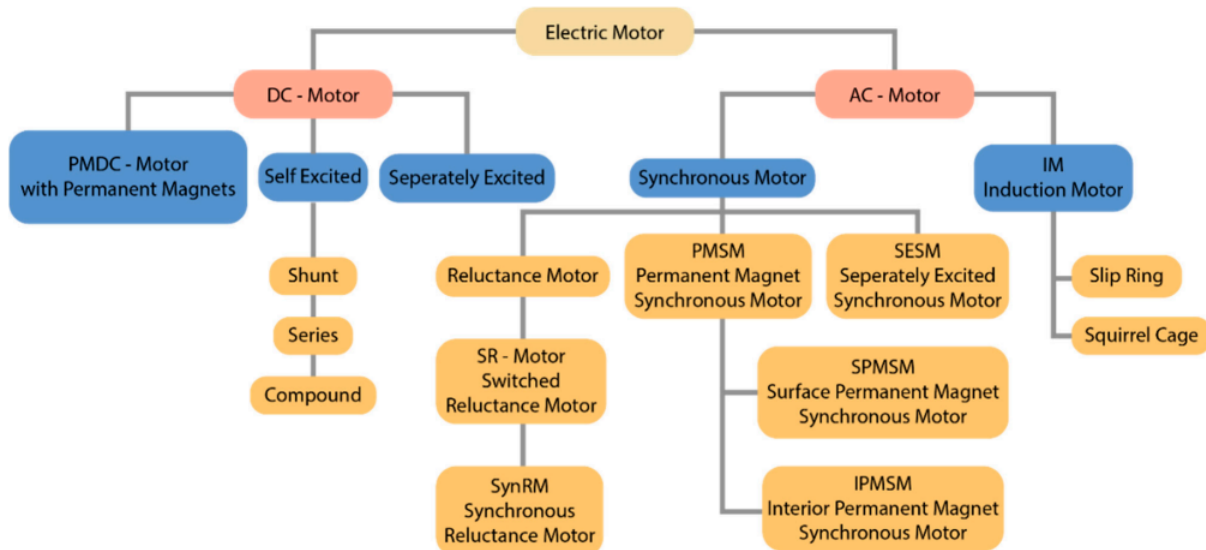 Electric Motor
DC - Motor
AC - Motor
PMDC - Motor
with Permanent Magnets
Self Excited
Seperately Excited
Synchronous Motor
IM
Induction Motor
Shunt
Series
Compound
Reluctance Motor
SR - Motor
Switched
Reluctance Motor
SynRM
Synchronous
Reluctance Motor
PMSM
Permanent Magnet
Synchronous Motor
SESM
Seperately Excited
Synchronous Motor
SPMSM
Surface Permanent Magnet
Synchronous Motor
IPMSM
Interior Permanent Magnet
Synchronous Motor
Slip Ring
Squirrel Cage